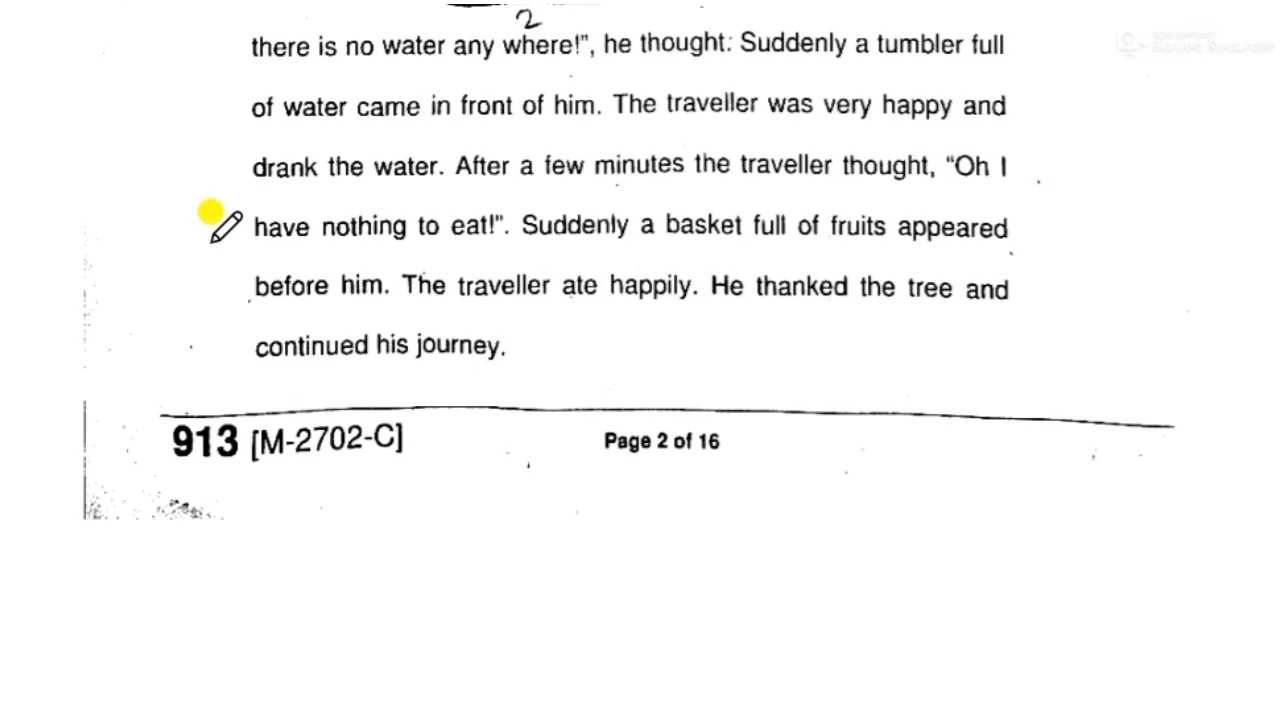 2
there is no water any where!", he thought: Suddenly a tumbler full
of water came in front of him. The traveller was very happy and
drank the water. After a few minutes the traveller thought, "Oh I
have nothing to eat!". Suddenly a basket full of fruits appeared
before him. The traveller ate happily. He thanked the tree and
continued his journey.
913 [M-2702-C]
Page 2 of 16